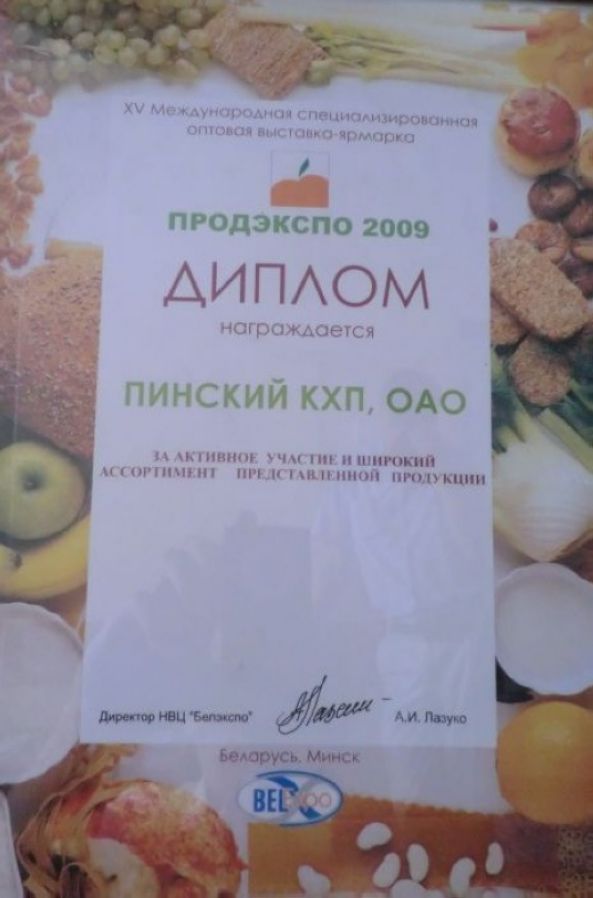 XV Международная специализированная
оптовая выставка-ярмарка
ПРОДЭКСПО 2009
ДИПЛОМ
награждается
ПИНСКИЙ КХП, ОАО
ЗА АКТИВНОЕ УЧАСТИЕ И ШИРОКИЙ
АССОРТИМЕНТ ПРЕДСТАВЛЕННОЙ ПРОДУКЦИИ
Директор НВЦ "Белэкспо" А.И. Лазуко
Беларусь, Минск
BELEXPO